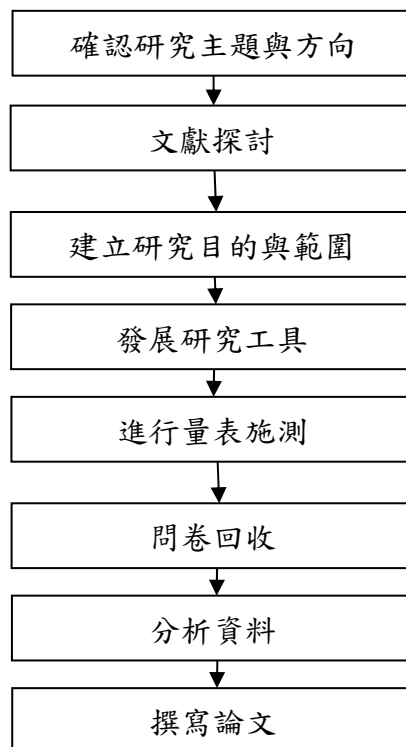 確認研究主題與方向
文獻探討
建立研究目的與範圍
發展研究工具
進行量表施測
問卷回收
分析資料
撰寫論文